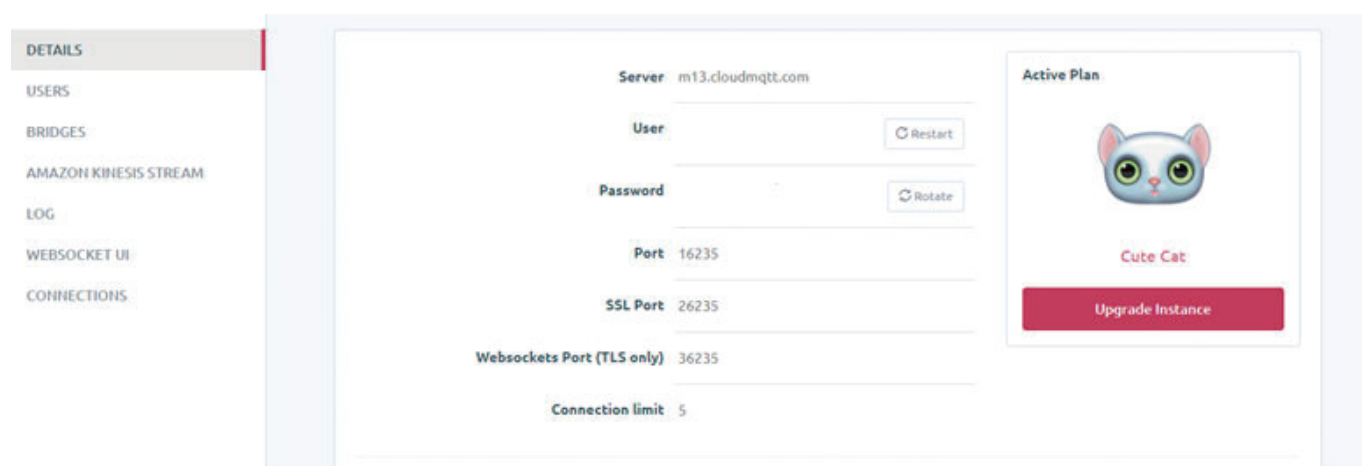 DETAILS
USERS
BRIDGES
AMAZON KINESIS STREAM
LOG
WEBSOCKET UI
CONNECTIONS
Server m13.cloudmqtt.com
User Restart
Password Rotate
Port 16235
SSL Port 26235
Websockets Port (TLS only) 36235
Connection limit 5
Active Plan
Cute Cat
Upgrade Instance